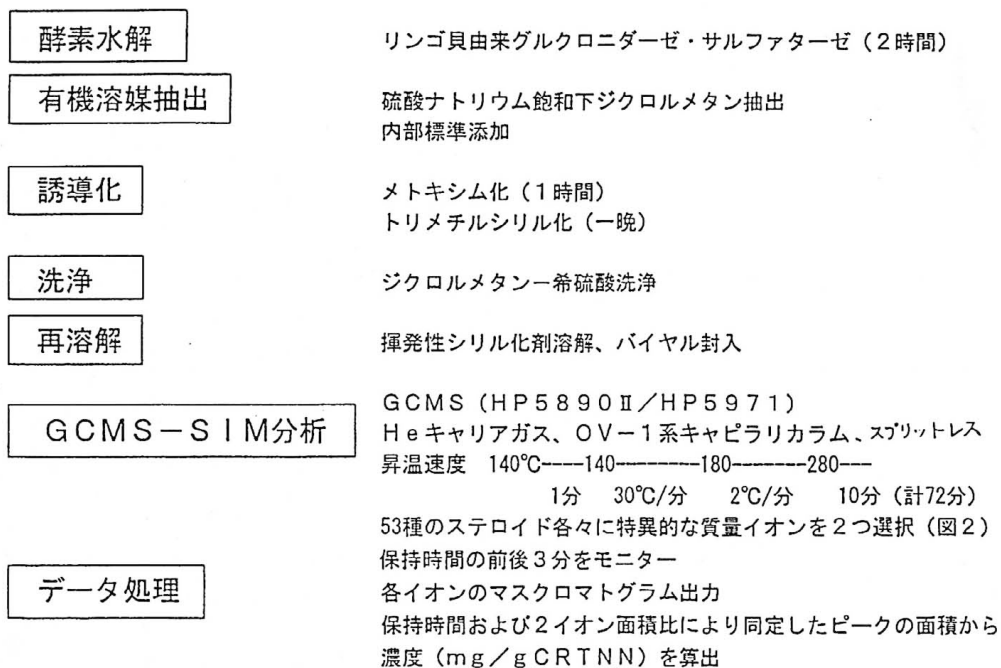 酵素水解
リンゴ貝由来グルクロニダーゼ・サルファターゼ（２時間）
有機溶媒抽出
硫酸ナトリウム飽和下ジクロルメタン抽出
内部標準添加
誘導化
メトキシム化（１時間）
トリメチルシリル化（一晩）
洗浄
ジクロルメタンー希硫酸洗浄
再溶解
揮発性シリル化剤溶解、バイヤル封入
GCMS－SIM分析
GCMS（HP5890Ⅱ／HP5971）
Heキャリアガス、OV－1系キャピラリカラム、スプリットレス
昇温速度 140℃----140---------180--------280---
1分 30℃/分 2℃/分 10分（計72分）
53種のステロイド各々に特異的な質量イオンを２つ選択（図２）
保持時間の前後３分をモニター
データ処理
各イオンのマスクロマトグラム出力
保持時間および２イオン面積比により同定したピークの面積から
濃度（mg／gCRTNN）を算出